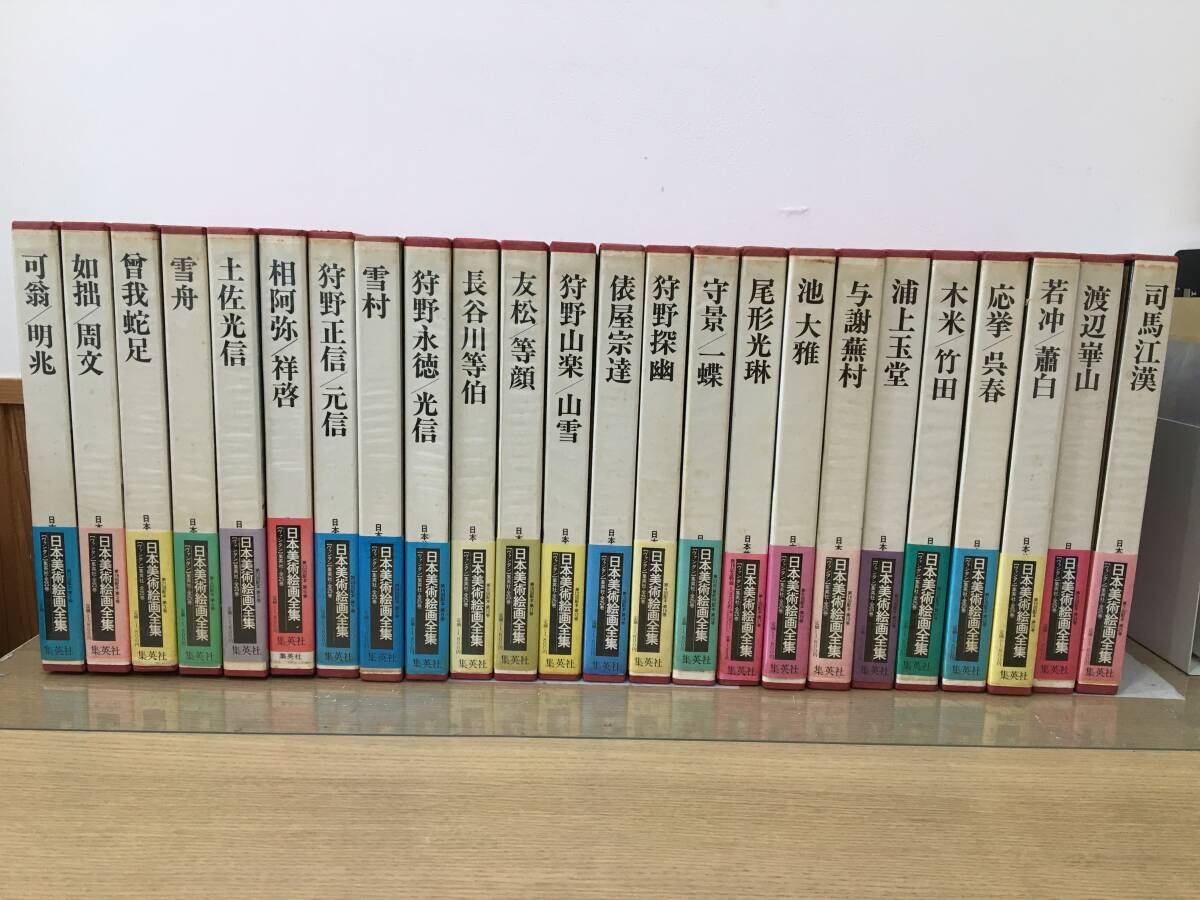 可翁/明兆
日本美術絵画全集
集英社
如拙/周文
日本美術絵画全集
集英社
曾我蛇足
日本美術絵画全集
集英社
雪舟
日本美術絵画全集
集英社
土佐光信
日本美術絵画全集
集英社
相阿弥/祥啓
日本美術絵画全集
集英社
狩野正信/元信
日本美術絵画全集
集英社
雪村
日本美術絵画全集
集英社
狩野永徳/光信
日本美術絵画全集
集英社
長谷川等伯
日本美術絵画全集
集英社
友松/等顔
日本美術絵画全集
集英社
狩野山楽/山雪
日本美術絵画全集
集英社
俵屋宗達
日本美術絵画全集
集英社
狩野探幽
日本美術絵画全集
集英社
守景/一蝶
日本美術絵画全集
集英社
尾形光琳
日本美術絵画全集
集英社
池大雅
日本美術絵画全集
集英社
与謝蕪村
日本美術絵画全集
集英社
浦上玉堂
日本美術絵画全集
集英社
木米/竹田
日本美術絵画全集
集英社
応挙/呉春
日本美術絵画全集
集英社
若冲/蕭白
日本美術絵画全集
集英社
渡辺崋山
日本美術絵画全集
集英社
司馬江漢
日本美術絵画全集
集英社